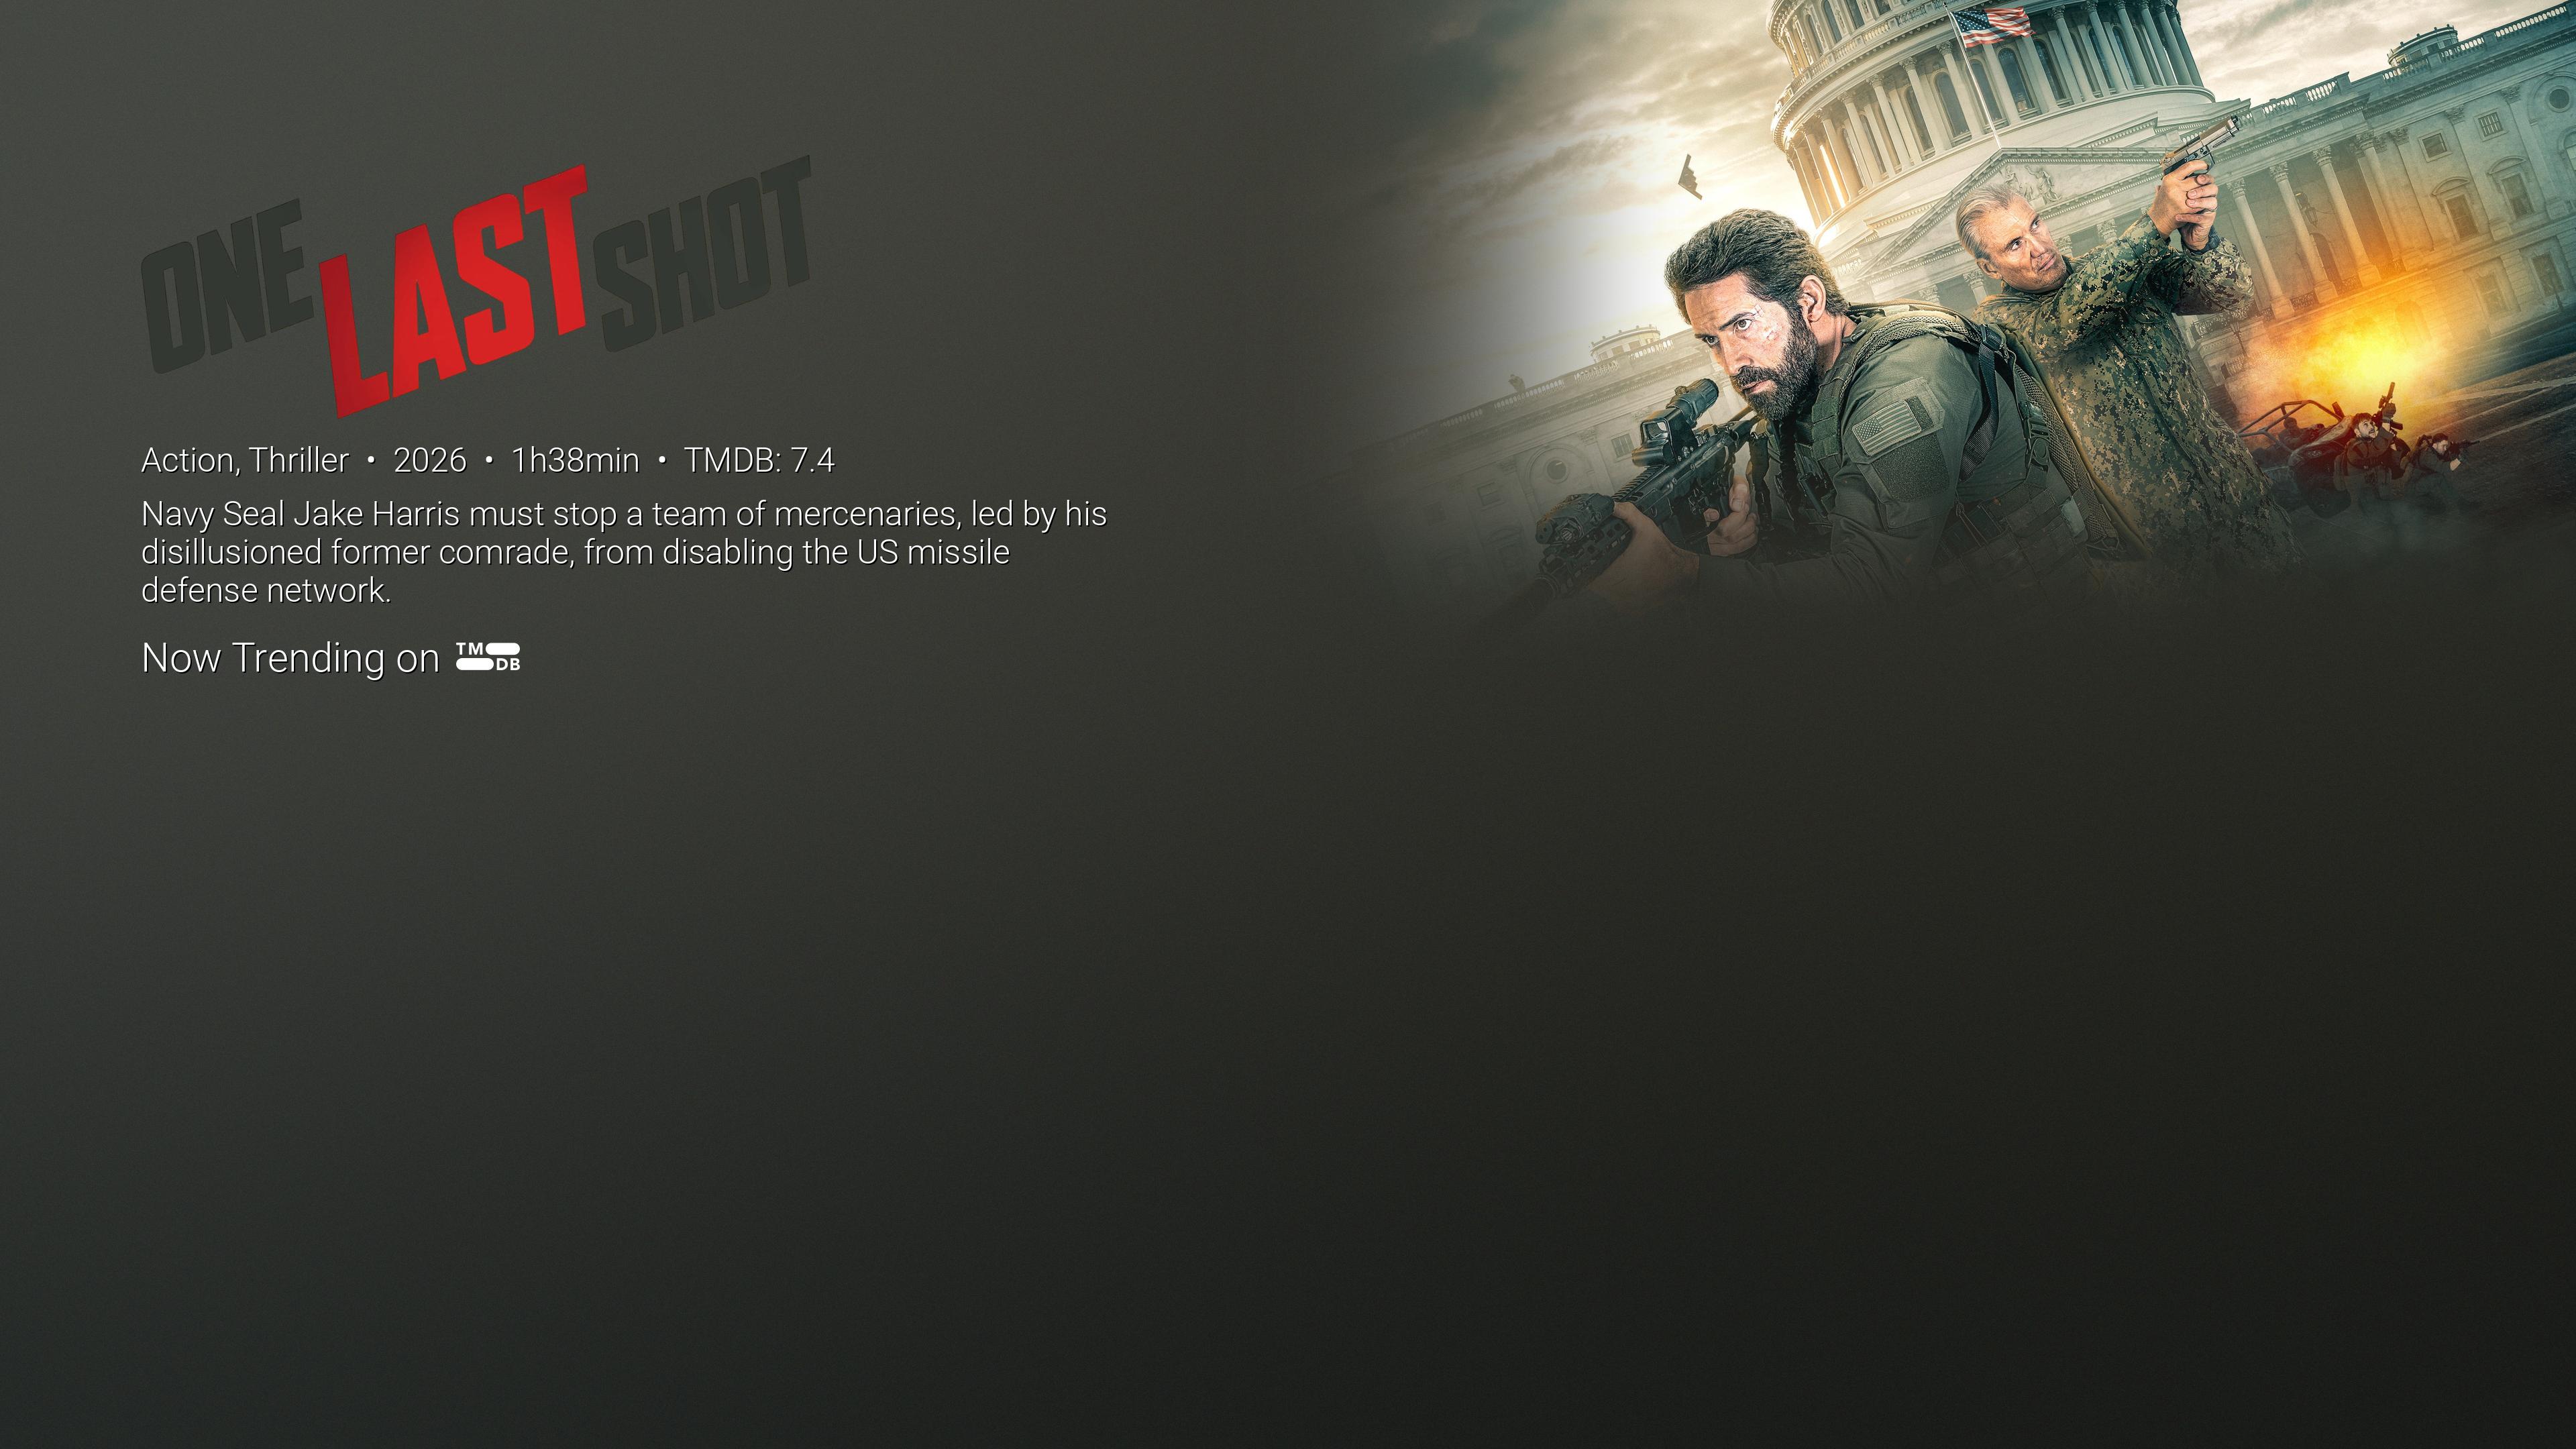 ONE LAST SHOT
Action, Thriller • 2026 • 1h38min • TMDB: 7.4
Navy Seal Jake Harris must stop a team of mercenaries, led by his
disillusioned former comrade, from disabling the US missile
defense network.
Now Trending on TMDB